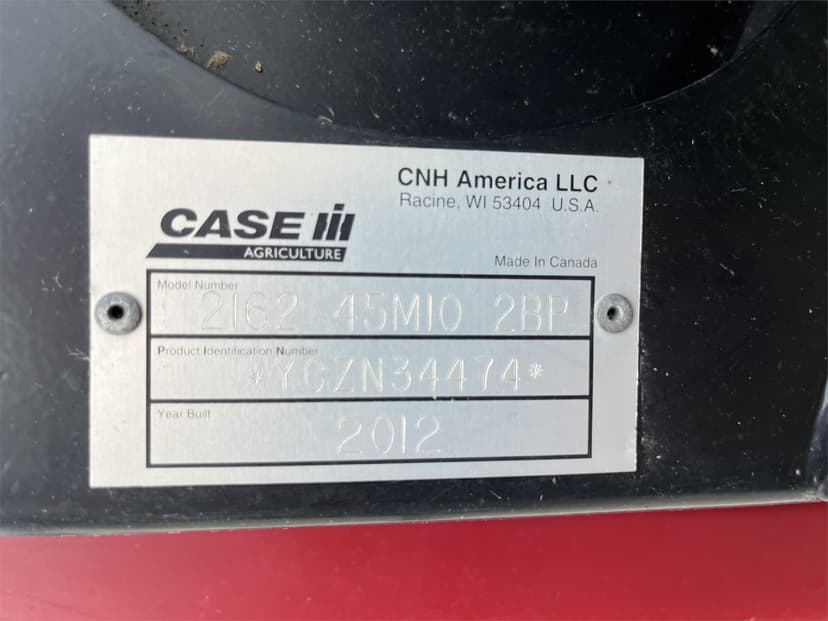 CNH America LLC
Racine, WI 53404 U.S.A.
CASE IH
AGRICULTURE
Made In Canada
Model Number
2162 45M10 2BP
Product Identification Number
*YCZN34474*
Year Built
2012